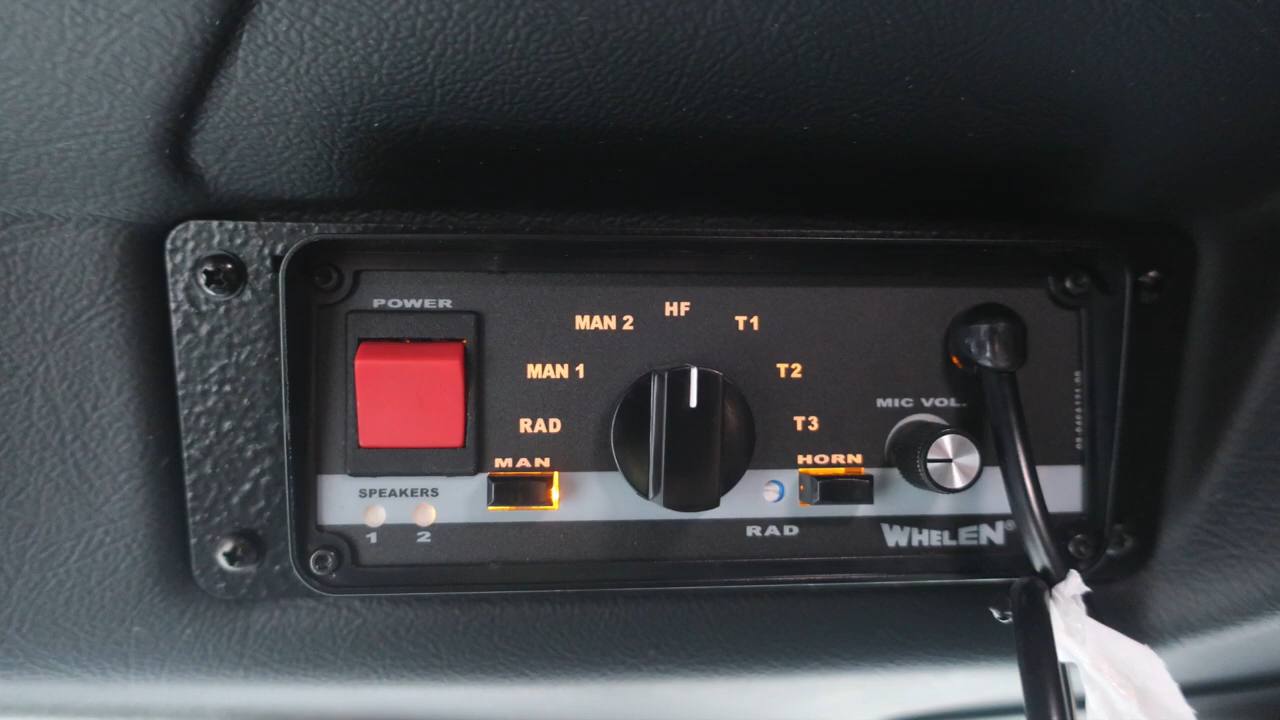 POWER
HF
MAN 2
T1
MAN 1
T2
RAD
T3
MIC VOL.
MAN
HORN
SPEAKERS
1 2
RAD
WHELEN®